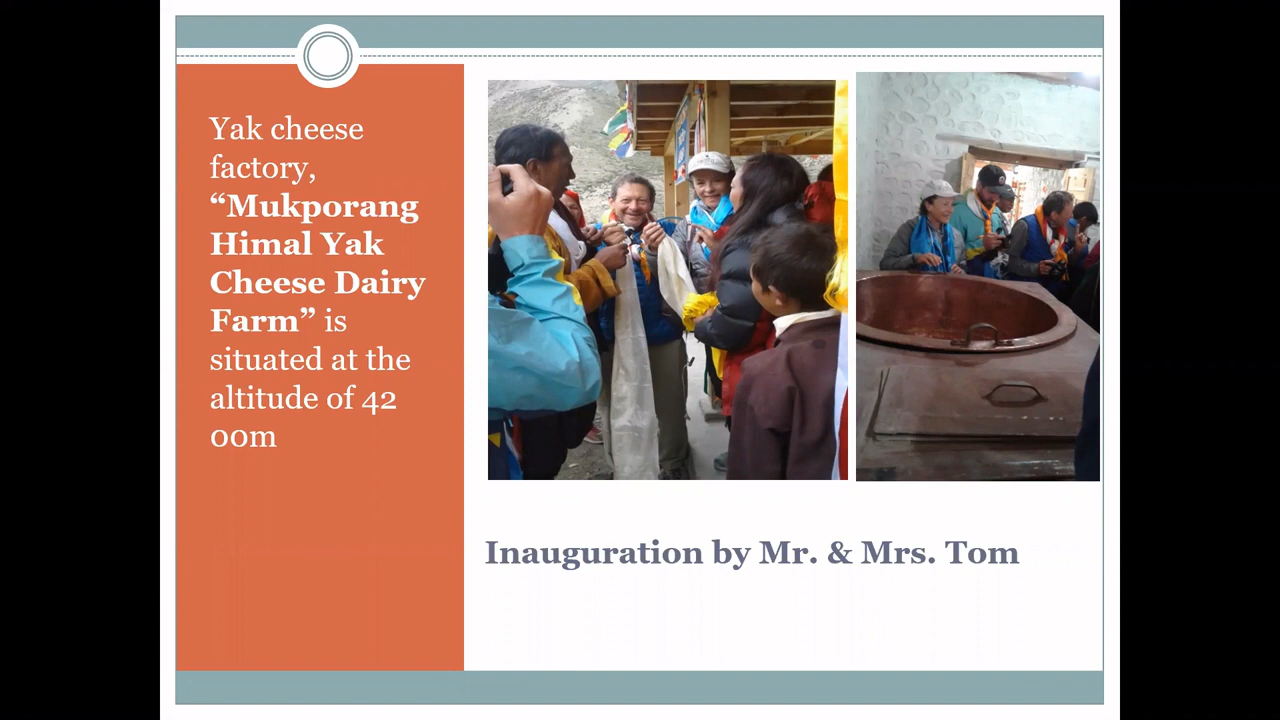 Yak cheese
factory,
“Mukporang
Himal Yak
Cheese Dairy
Farm” is
situated at the
altitude of 42
00m
Inauguration by Mr. & Mrs. Tom